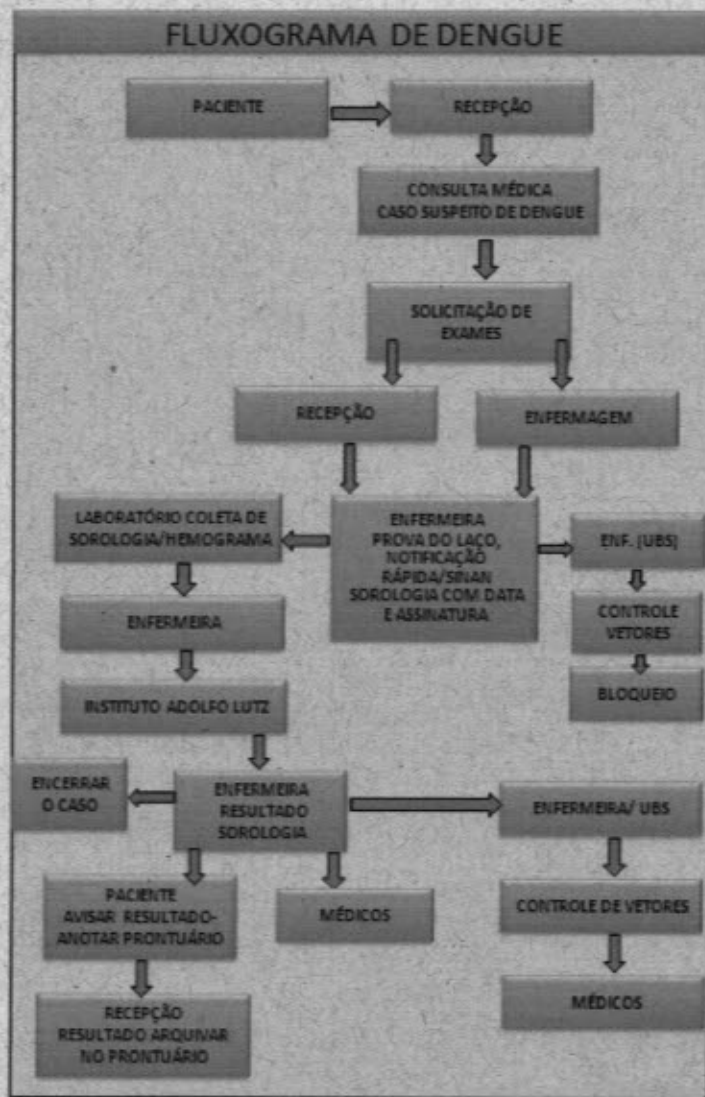 FLUXOGRAMA DE DENGUE
PACIENTE
RECEPÇÃO
CONSULTA MÉDICA
CASO SUSPEITO DE DENGUE
SOLICITAÇÃO DE
EXAMES
RECEPÇÃO
ENFERMAGEM
LABORATÓRIO COLETA DE
SOROLOGIA/HEMOGRAMA
ENFERMEIRA
PROVA DO LAÇO,
NOTIFICAÇÃO
RÁPIDA/SINAN
SOROLOGIA COM DATA
E ASSINATURA
ENF. (UBS)
ENFERMEIRA
CONTROLE
VETORES
INSTITUTO ADOLFO LUTZ
BLOQUEIO
ENCERRAR
O CASO
ENFERMEIRA
RESULTADO
SOROLOGIA
ENFERMEIRA/ UBS
PACIENTE
AVISAR RESULTADO-
ANOTAR PRONTUÁRIO
MÉDICOS
CONTROLE DE VETORES
RECEPÇÃO
RESULTADO ARQUIVAR
NO PRONTUÁRIO
MÉDICOS